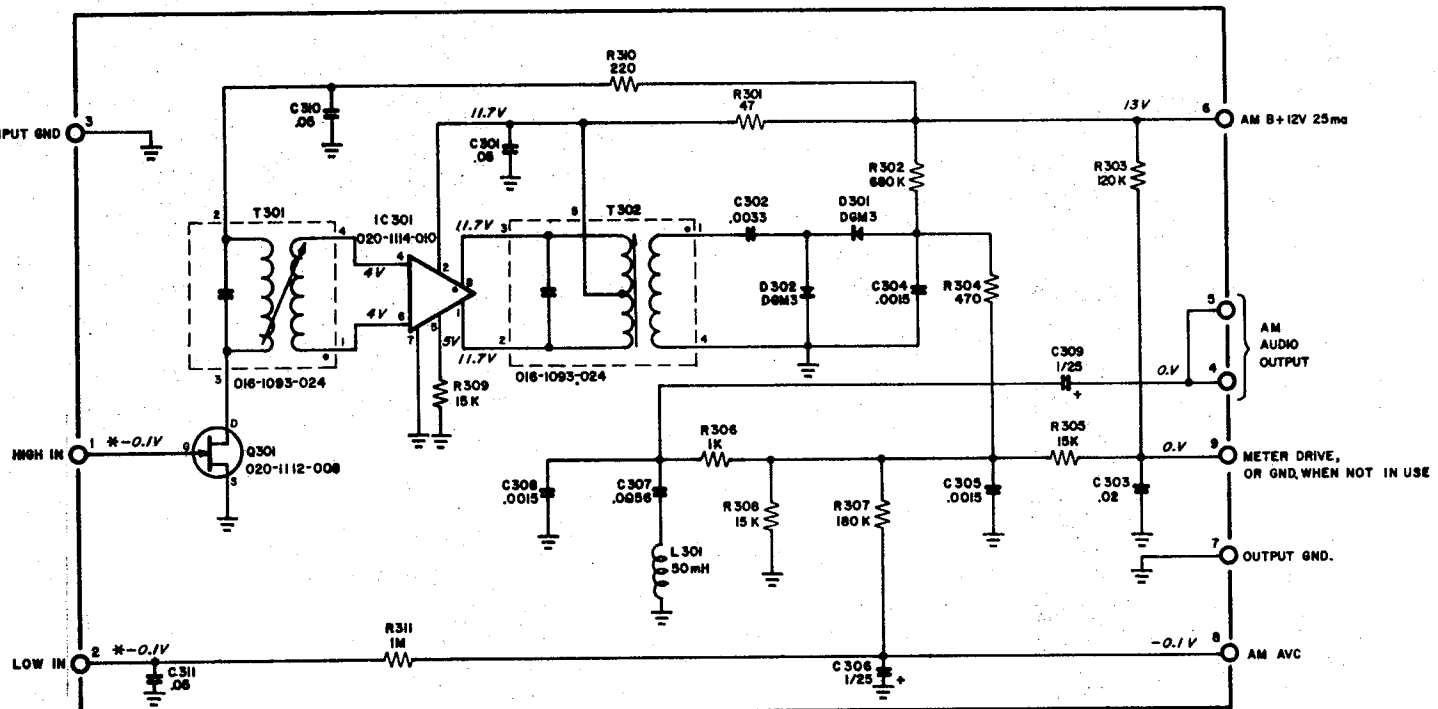 R310
220
R301
47
11.7V
13V
6
AM B+12V 25ma
C310
.05
3
INPUT GND
C301
.05
R302
680K
R303
120K
2
T301
4
IC301
020-1114-010
5
T302
11.7V
3
1
C302
.0033
D301
DGM3
4
2
8
4V
4V
6
1
7
5
5V
D302
DGM3
C304
.0015
R304
470
1
3
016-1093-024
11.7V
2
4
016-1093-024
R309
15K
5
AM
AUDIO
OUTPUT
C309
1/25
+
0.V
4
D
HIGH IN
1
*-0.1V
G
Q301
020-1112-008
S
R306
1K
R305
15K
0.V
9
METER DRIVE,
OR GND, WHEN NOT IN USE
C308
.0015
C307
.0956
R308
15K
R307
180K
C305
.0015
C303
.02
L301
50mH
7
OUTPUT GND.
R311
1M
LOW IN
2
*-0.1V
-0.1V
8
AM AVC
C311
.05
C306
1/25
+